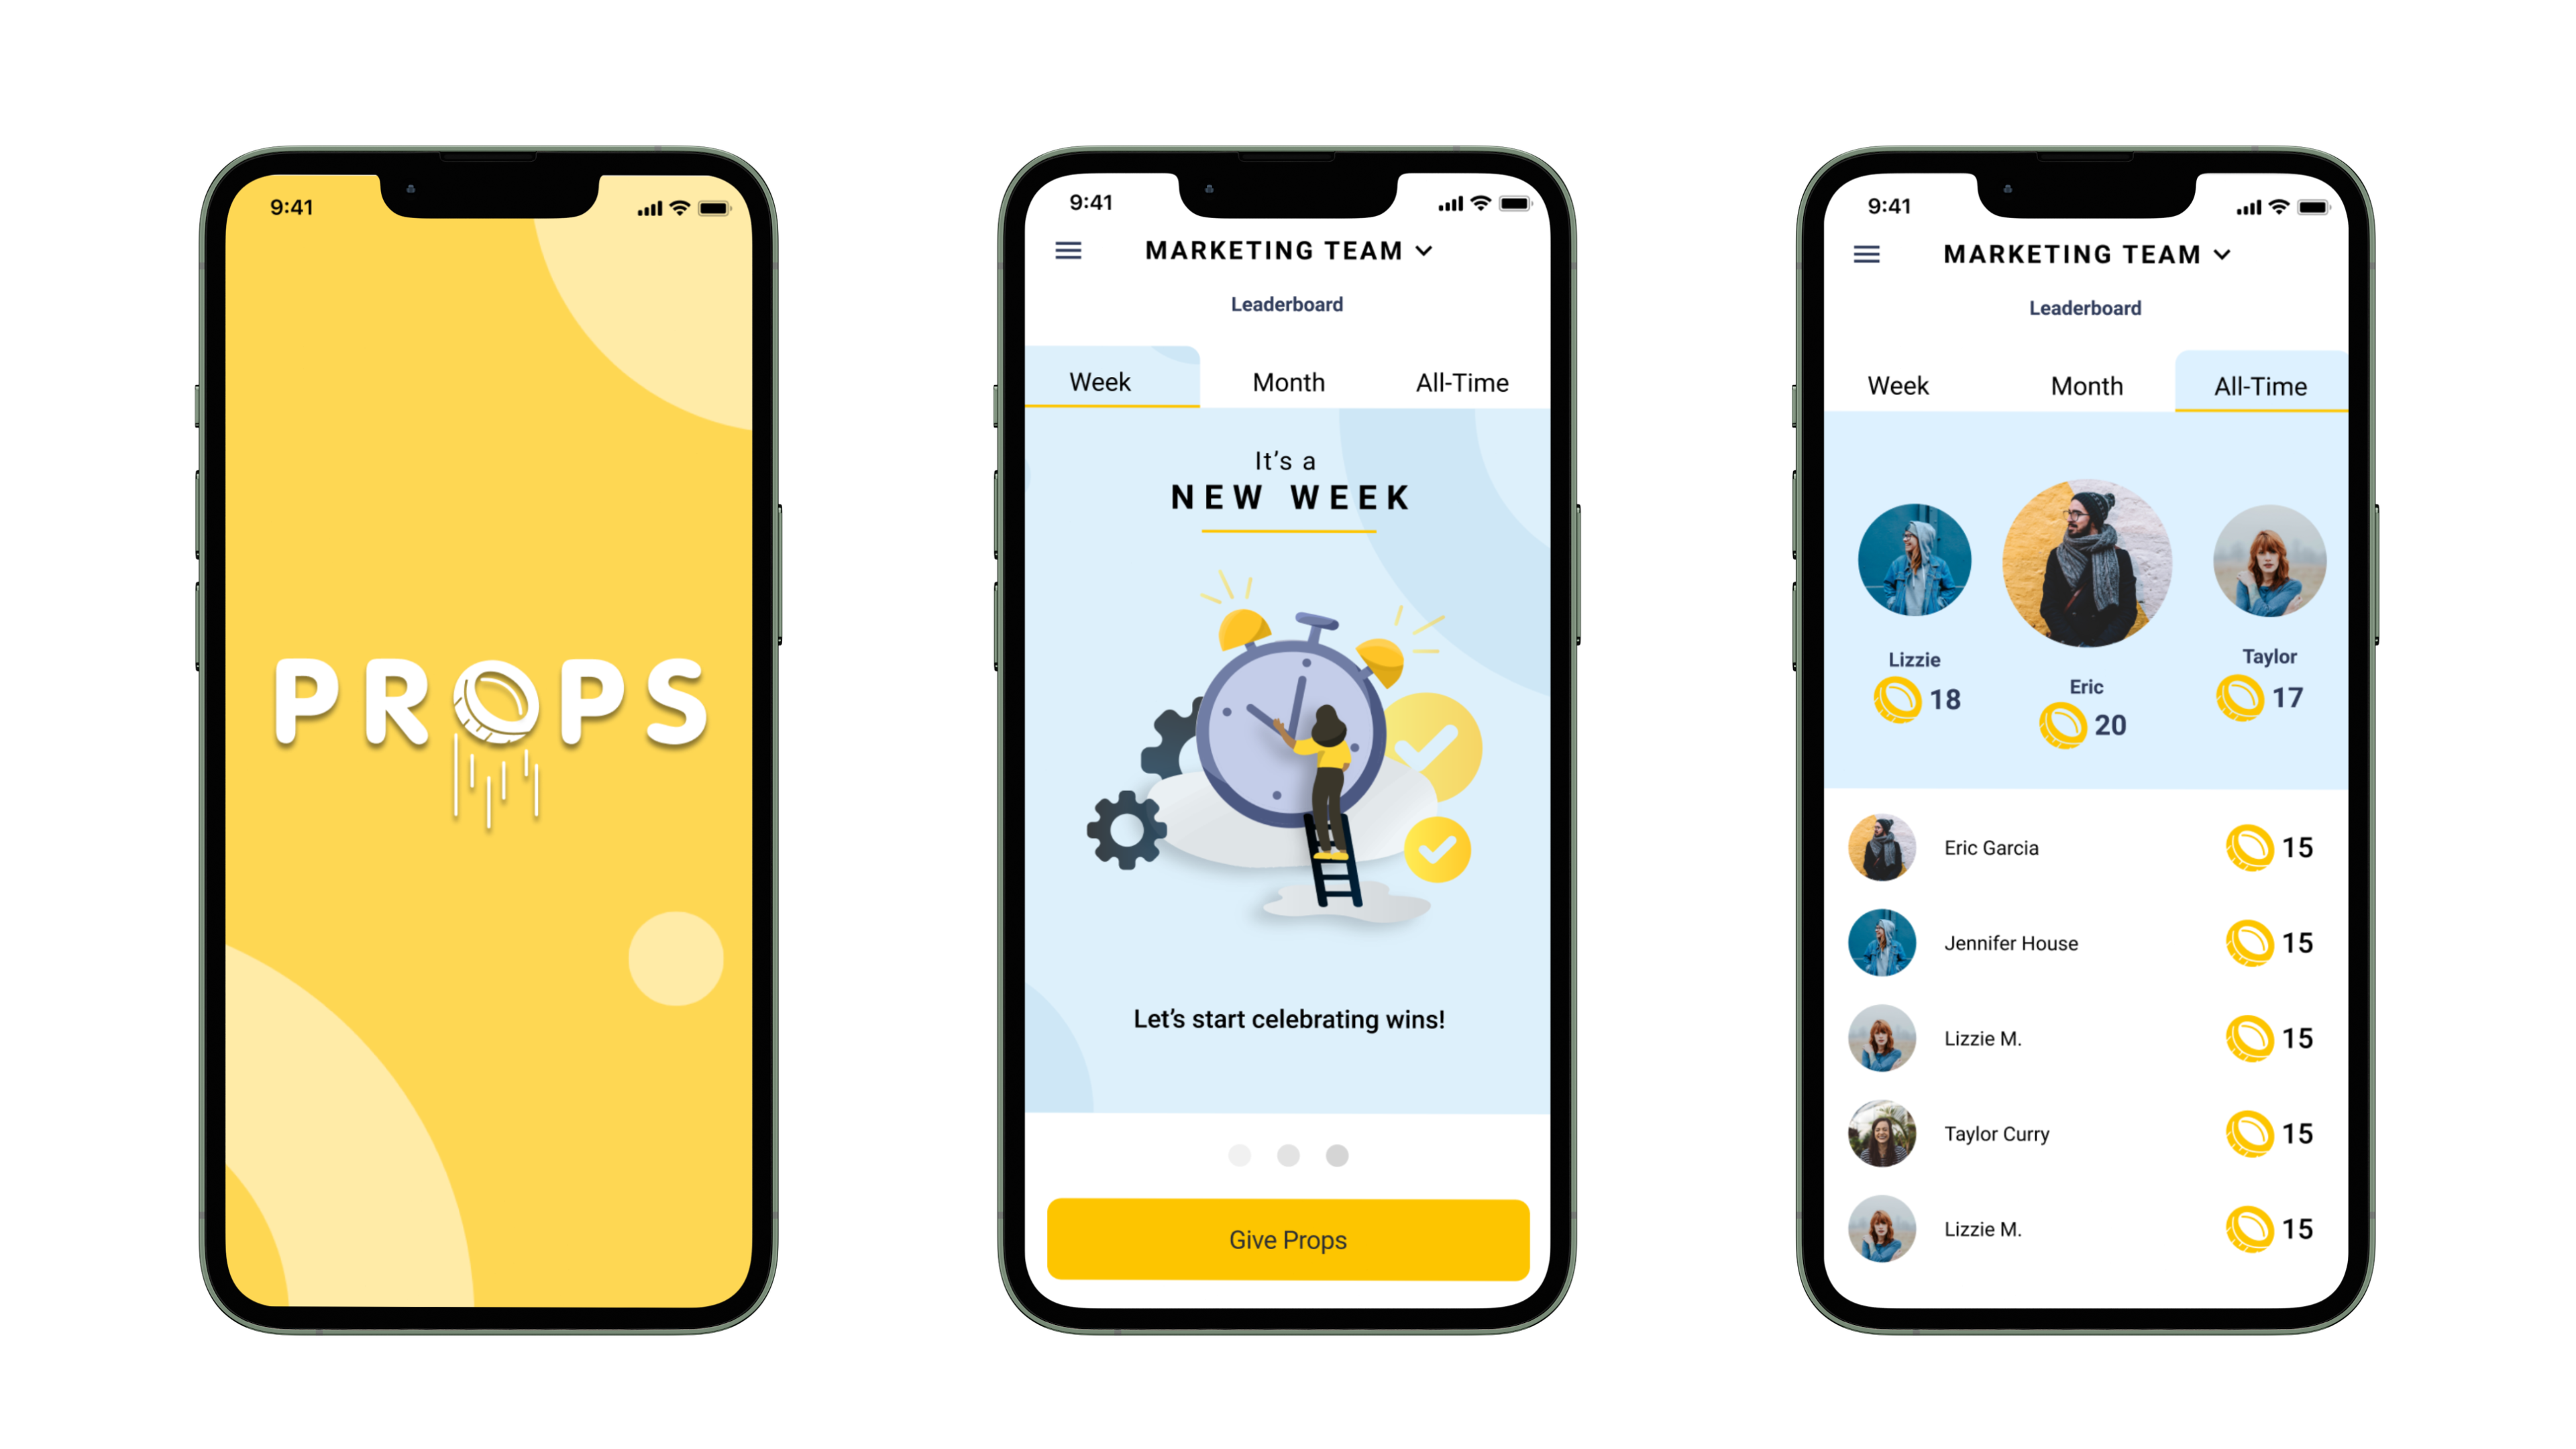 9:41
PROPS
9:41
MARKETING TEAM
Leaderboard
Week Month All-Time
It's a
NEW WEEK
Let's start celebrating wins!
Give Props
9:41
MARKETING TEAM
Leaderboard
Week Month All-Time
Lizzie
18
Eric
20
Taylor
17
Eric Garcia 15
Jennifer House 15
Lizzie M. 15
Taylor Curry 15
Lizzie M. 15